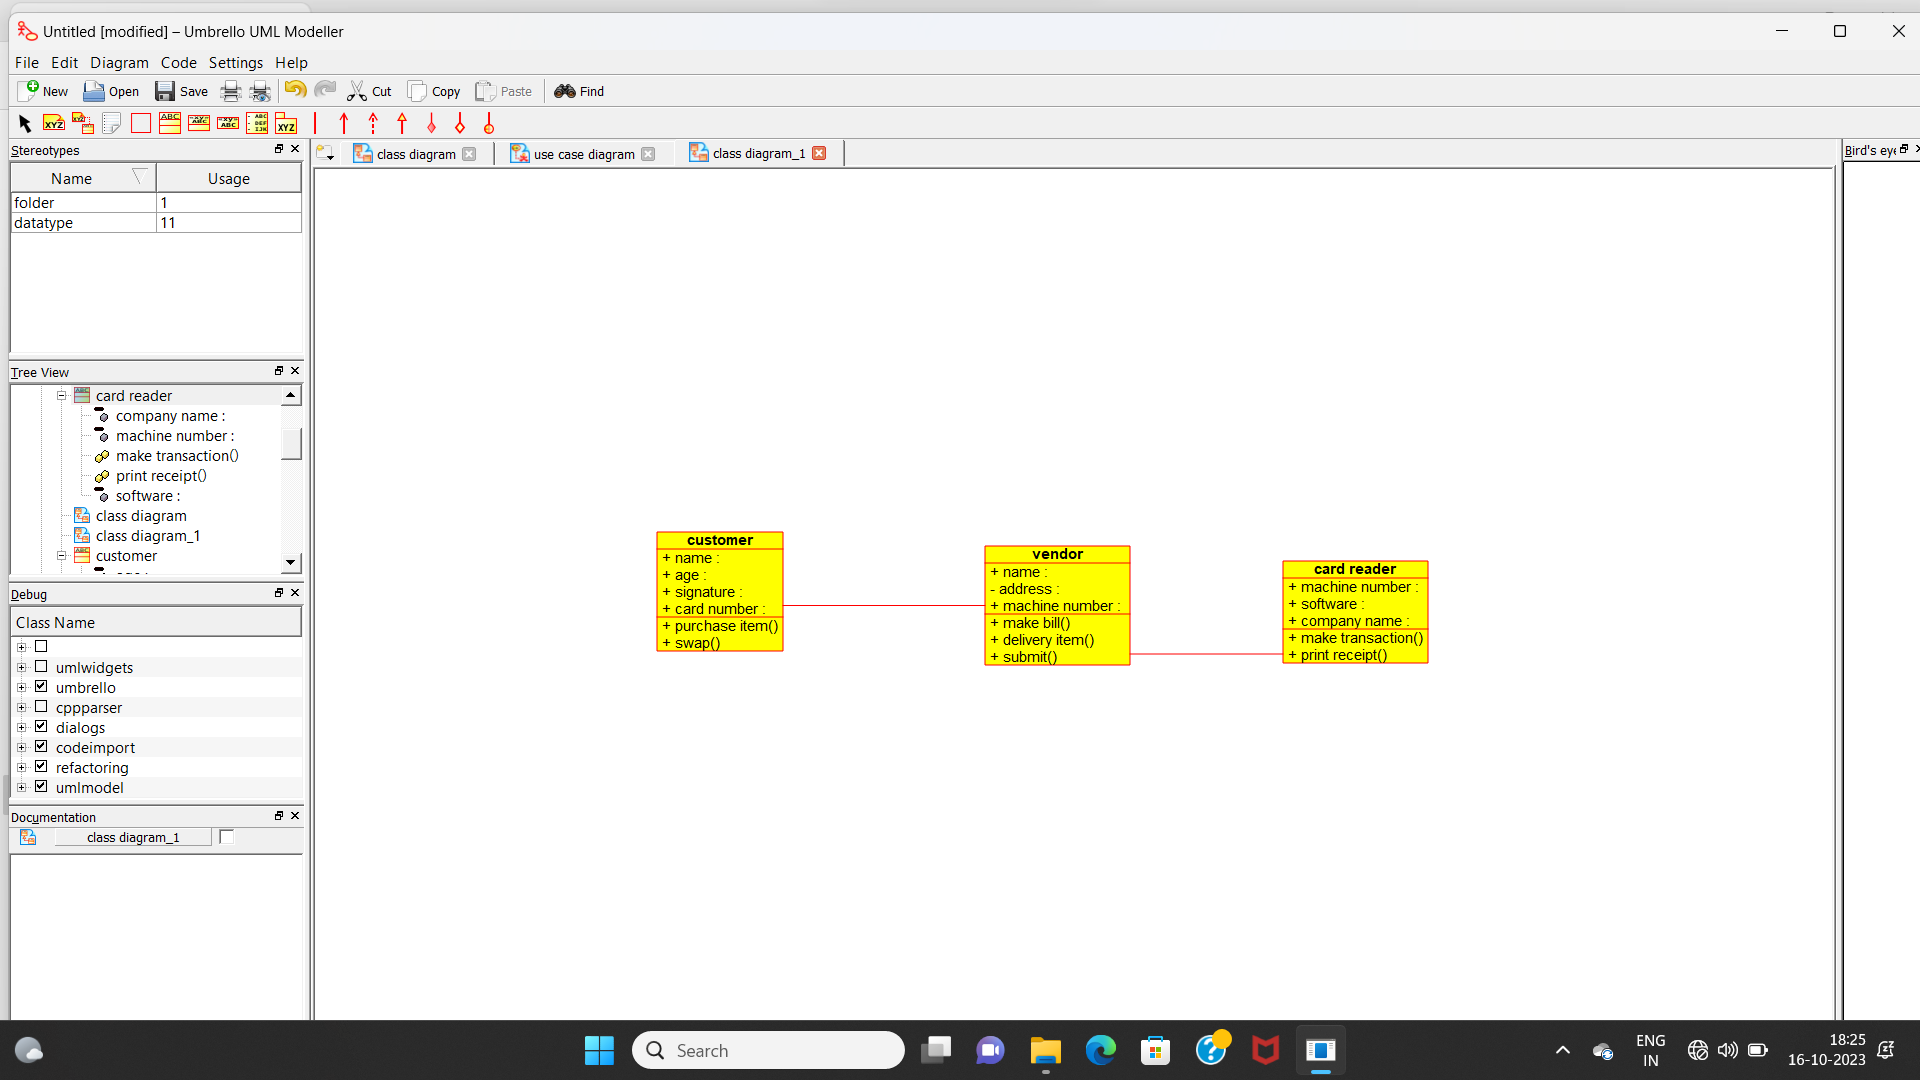 Untitled [modified] – Umbrello UML Modeller
File Edit Diagram Code Settings Help
New Open Save Cut Copy Paste Find
Stereotypes
Name Usage
folder 1
datatype 11
Tree View
card reader
company name :
machine number :
make transaction()
print receipt()
software :
class diagram
class diagram_1
customer
Debug
Class Name
umlwidgets
umbrello
cppparser
dialogs
codeimport
refactoring
umlmodel
Documentation
class diagram_1
class diagram use case diagram class diagram_1
customer
+ name :
+ age :
+ signature :
+ card number :
+ purchase item()
+ swap()
vendor
+ name :
- address :
+ machine number :
+ make bill()
+ delivery item()
+ submit()
card reader
+ machine number :
+ software :
+ company name :
+ make transaction()
+ print receipt()
Bird's eye
Search
ENG
IN
18:25
16-10-2023